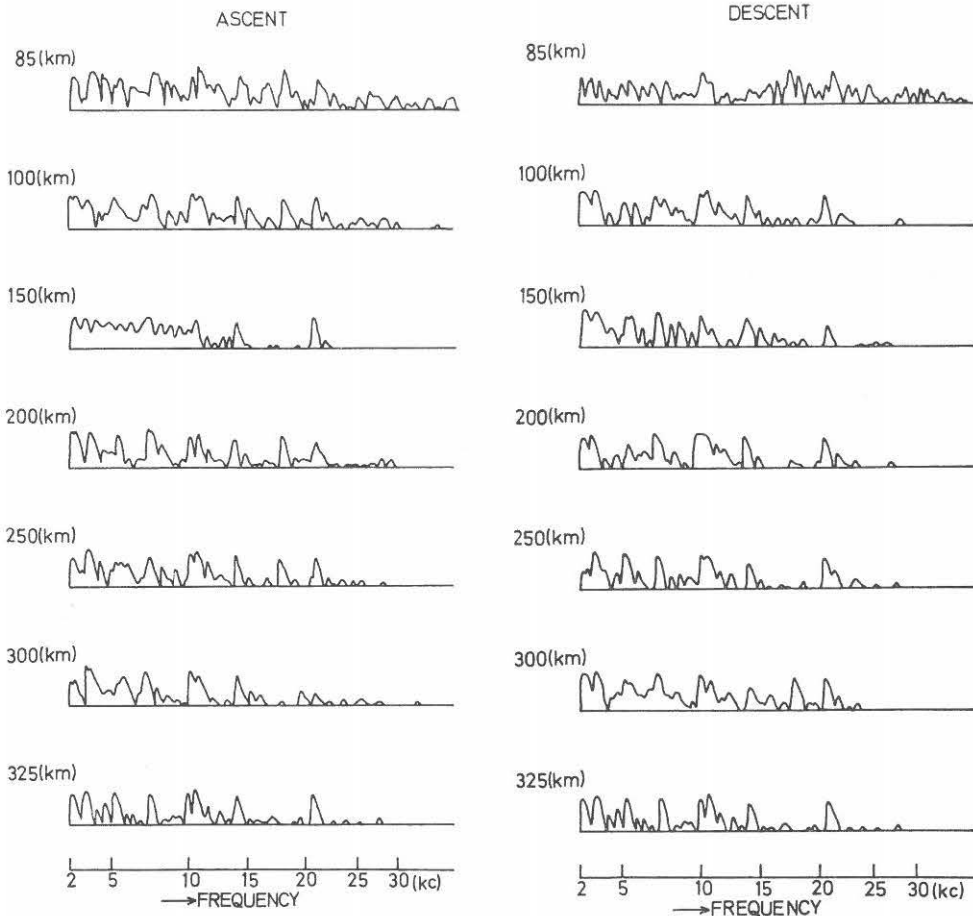 ASCENT
85(km)
100(km)
150(km)
200(km)
250(km)
300(km)
325(km)
2 5 10 15 20 25 30(kc)
→FREQUENCY
DESCENT
85(km)
100(km)
150(km)
200(km)
250(km)
300(km)
325(km)
2 5 10 15 20 25 30 (kc)
→FREQUENCY